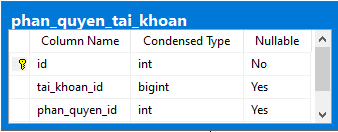 phan_quyen_tai_khoan
Column Name Condensed Type Nullable
id int No
tai_khoan_id bigint Yes
phan_quyen_id int Yes